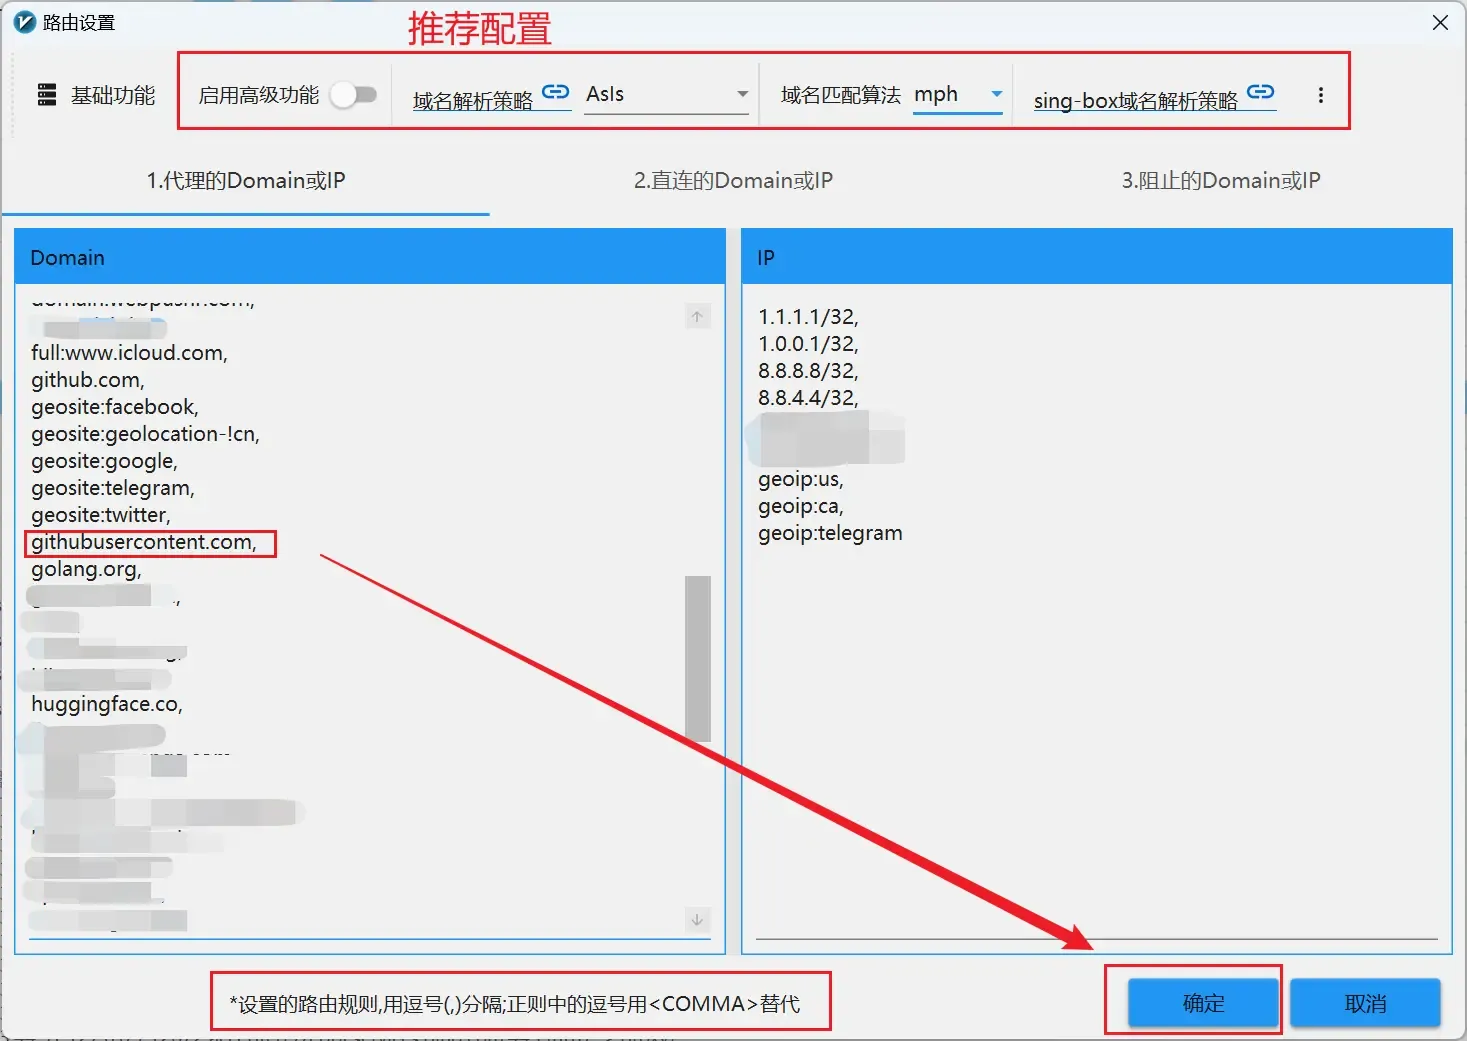 路由设置
推荐配置
基础功能
启用高级功能
域名解析策略
AsIs
域名匹配算法
mph
sing-box域名解析策略
1.代理的Domain或IP
2.直连的Domain或IP
3.阻止的Domain或IP
Domain
full:www.icloud.com,
github.com,
geosite:facebook,
geosite:geolocation-!cn,
geosite:google,
geosite:telegram,
geosite:twitter,
githubusercontent.com,
golang.org,
huggingface.co,
IP
1.1.1.1/32,
1.0.0.1/32,
8.8.8.8/32,
8.8.4.4/32,
geoip:us,
geoip:ca,
geoip:telegram
*设置的路由规则,用逗号(,)分隔;正则中的逗号用<COMMA>替代
确定
取消